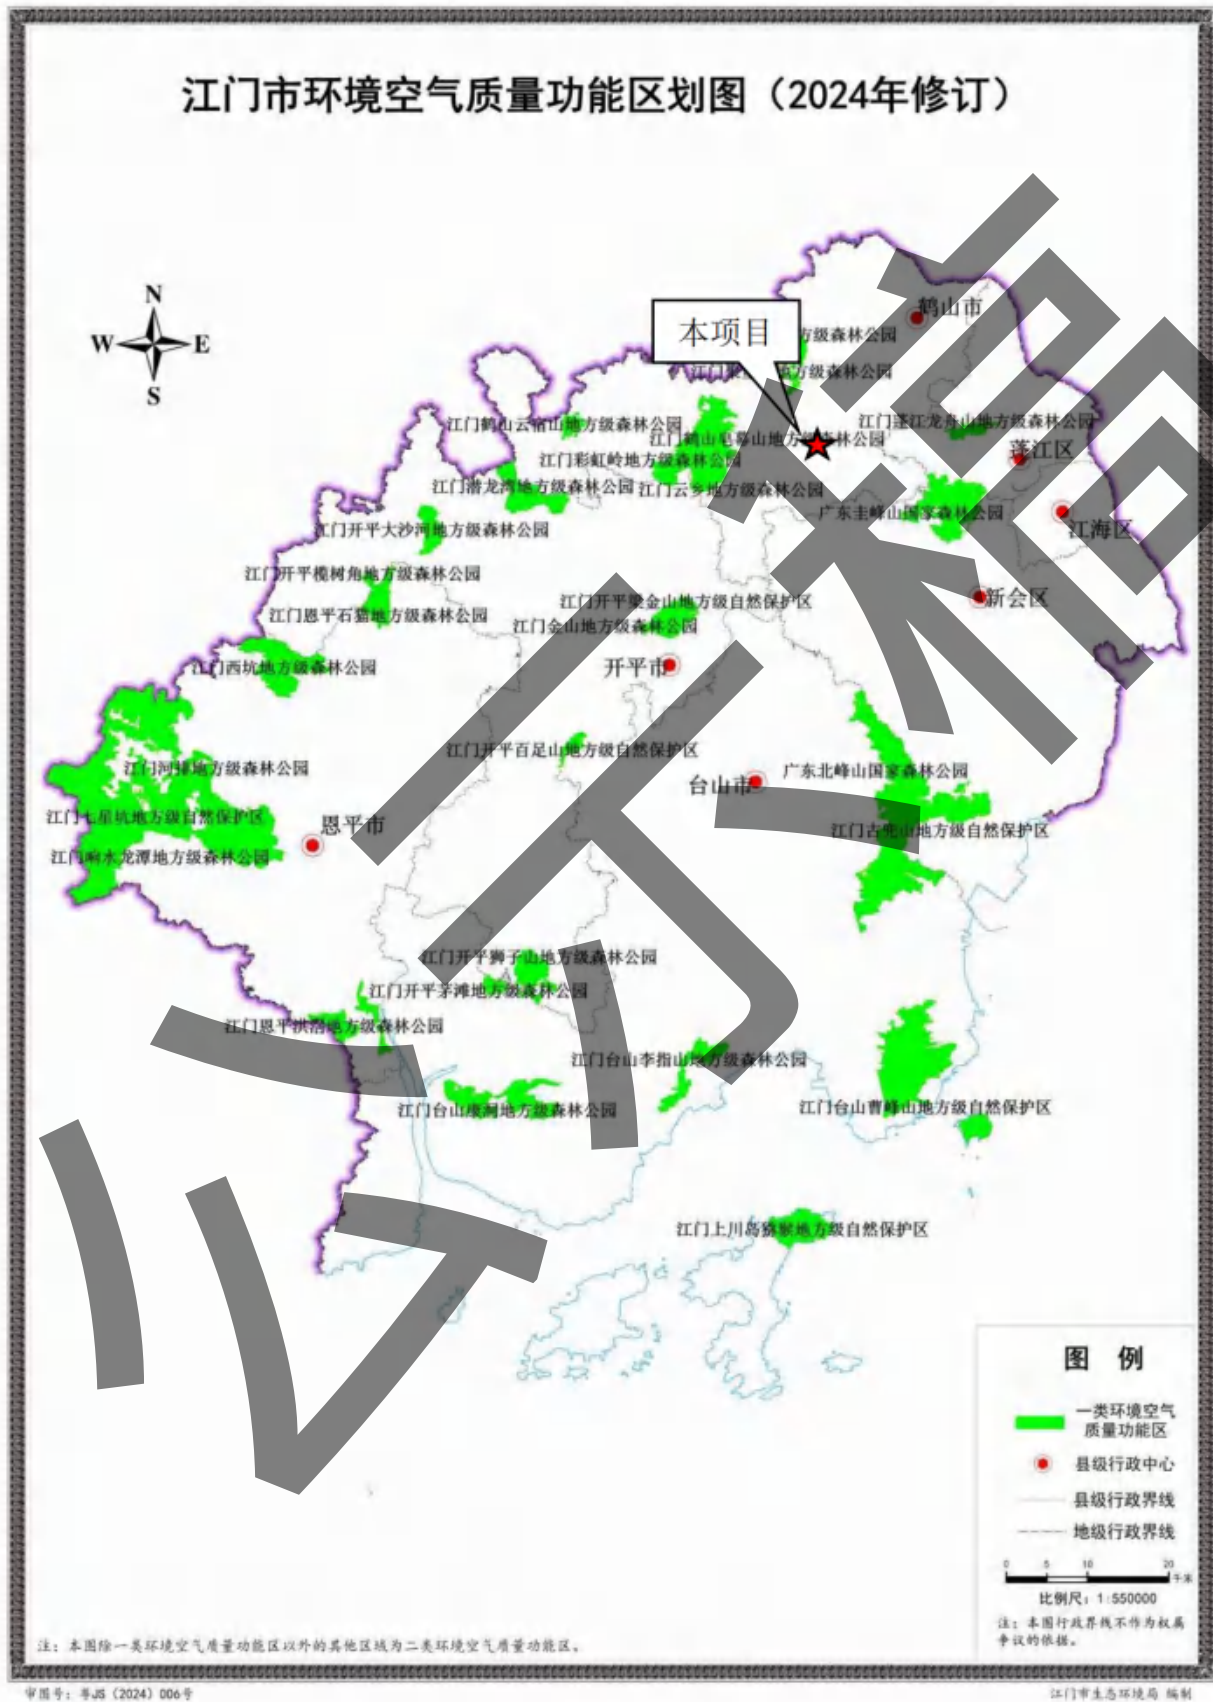 江门市环境空气质量功能区划图（2024年修订）
N
W
E
S
鹤山市
本项目
方级森林公园
方级森林公园
江门鹤山云宿山地方级森林公园
江门蓬江龙舟山地方级森林公园
江门鹤山皂幕山地方级森林公园
蓬江区
江门彩虹岭地方级森林公园
江门潜龙湾地方级森林公园
江门云乡地方级森林公园
广东圭峰山国家森林公园
江门开平大沙河地方级森林公园
江海区
江门开平榄树角地方级森林公园
江门恩平石猫地方级森林公园
江门开平梁金山地方级自然保护区
新会区
江门金山地方级森林公园
江门西坑地方级森林公园
开平市
江门开平百足山地方级自然保护区
江门河排地方级森林公园
台山市
广东北峰山国家森林公园
江门七星坑地方级自然保护区
恩平市
江门古兜山地方级自然保护区
江门响水龙潭地方级森林公园
江门开平狮子山地方级森林公园
江门开平茅滩地方级森林公园
江门恩平洪滘地方级森林公园
江门台山李指山地方级森林公园
江门台山康洞地方级森林公园
江门台山曹峰山地方级自然保护区
江门上川岛猕猴地方级自然保护区
公示稿
图 例
一类环境空气
质量功能区
县级行政中心
县级行政界线
地级行政界线
0 5 10 20
千米
比例尺：1:550000
注：本图行政界线不作为权属
争议的依据。
注：本图除一类环境空气质量功能区以外的其他区域为二类环境空气质量功能区。
审图号：粤JS（2024）006号
江门市生态环境局 编制